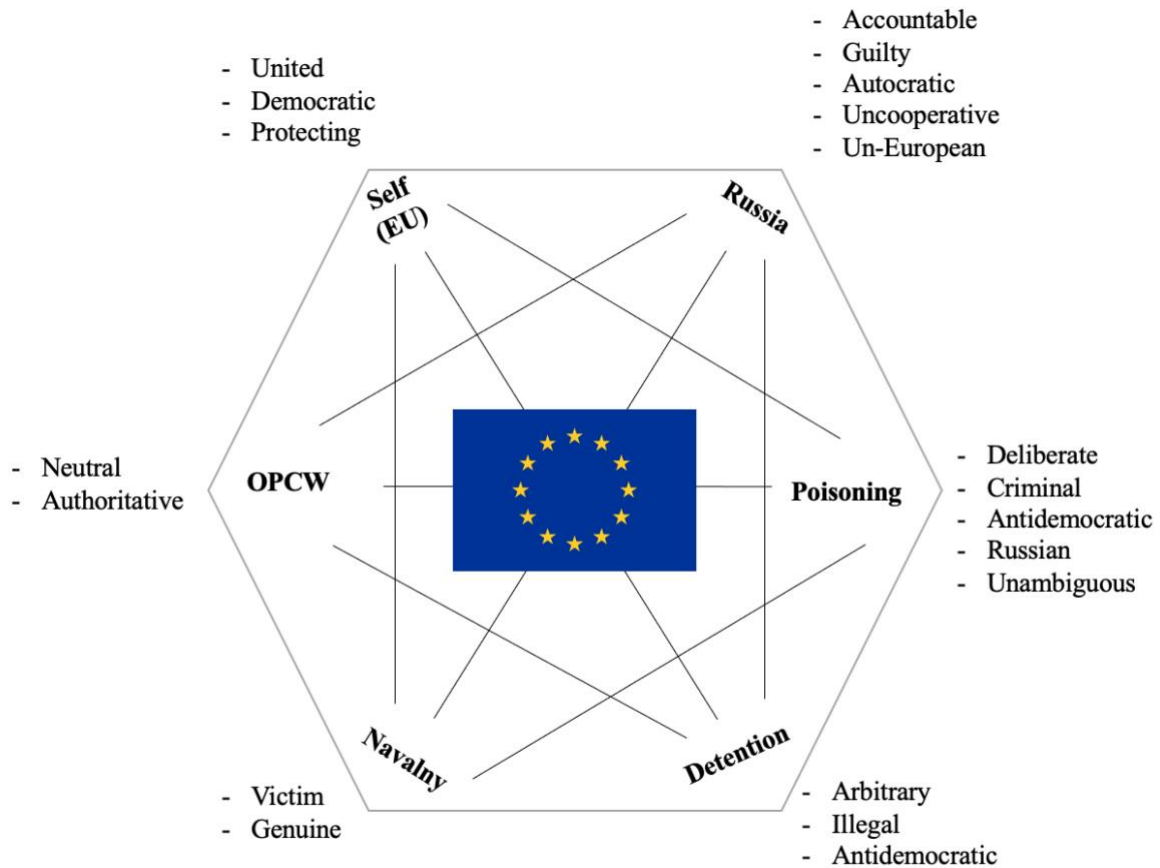 - United
- Democratic
- Protecting
- Accountable
- Guilty
- Autocratic
- Uncooperative
- Un-European
Self
(EU)
Russia
- Neutral
- Authoritative
OPCW
Poisoning
- Deliberate
- Criminal
- Antidemocratic
- Russian
- Unambiguous
Navalny
Detention
- Victim
- Genuine
- Arbitrary
- Illegal
- Antidemocratic